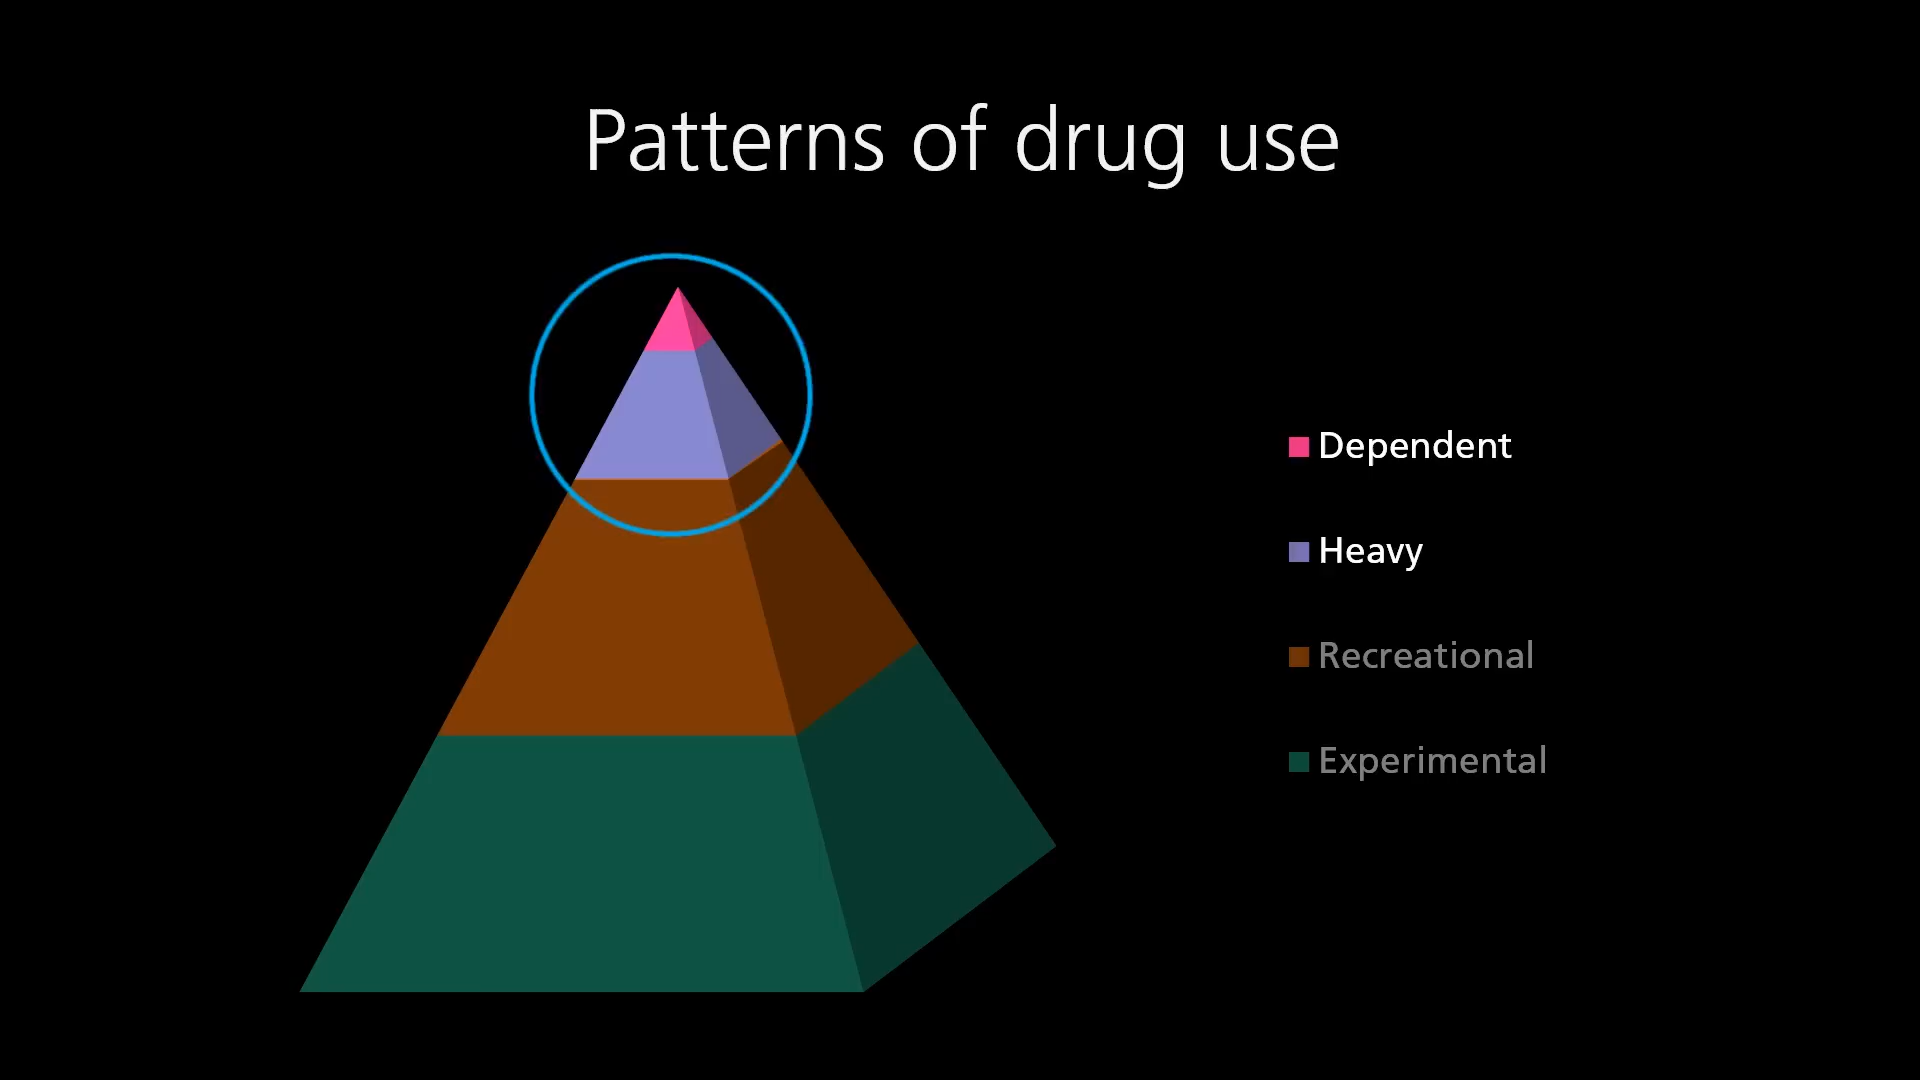 Patterns of drug use
Dependent
Heavy
Recreational
Experimental